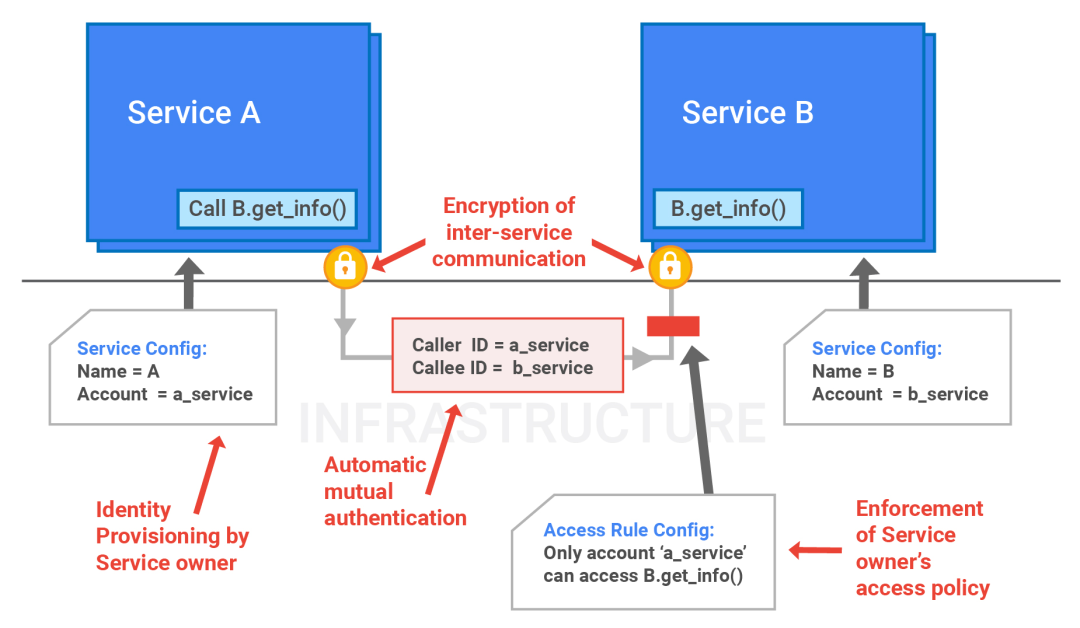 Service A
Service B
Call B.get_info()
B.get_info()
Encryption of
inter-service
communication
Service Config:
Name = A
Account = a_service
Caller ID = a_service
Callee ID = b_service
Service Config:
Name = B
Account = b_service
INFRASTRUCTURE
Identity
Provisioning by
Service owner
Automatic
mutual
authentication
Access Rule Config:
Only account ‘a_service’
can access B.get_info()
Enforcement
of Service
owner’s
access policy